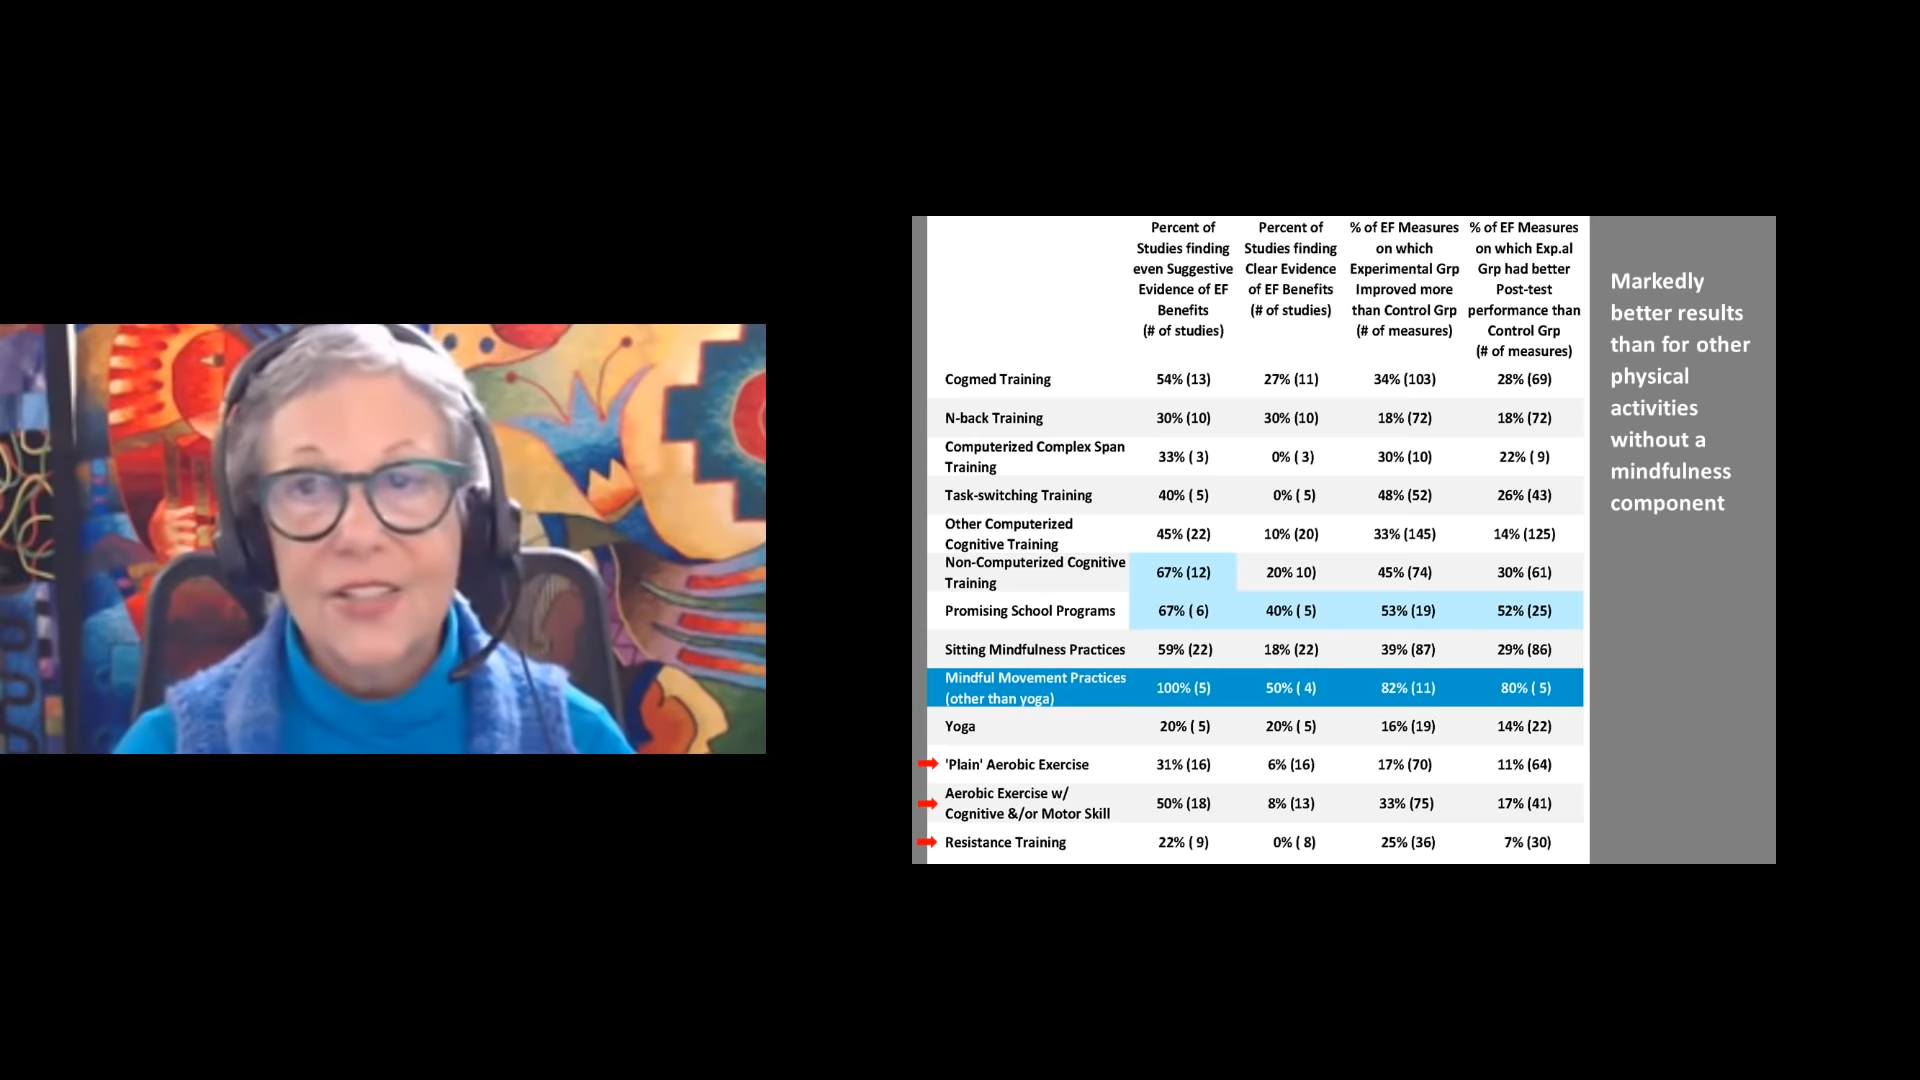 Percent of
Studies finding
even Suggestive
Evidence of EF
Benefits
(# of studies)
Percent of
Studies finding
Clear Evidence
of EF Benefits
(# of studies)
% of EF Measures
on which
Experimental Grp
Improved more
than Control Grp
(# of measures)
% of EF Measures
on which Exp.al
Grp had better
Post-test
performance than
Control Grp
(# of measures)
Cogmed Training 54% (13) 27% (11) 34% (103) 28% (69)
N-back Training 30% (10) 30% (10) 18% (72) 18% (72)
Computerized Complex Span
Training 33% ( 3) 0% ( 3) 30% (10) 22% ( 9)
Task-switching Training 40% ( 5) 0% ( 5) 48% (52) 26% (43)
Other Computerized
Cognitive Training 45% (22) 10% (20) 33% (145) 14% (125)
Non-Computerized Cognitive
Training 67% (12) 20% 10) 45% (74) 30% (61)
Promising School Programs 67% ( 6) 40% ( 5) 53% (19) 52% (25)
Sitting Mindfulness Practices 59% (22) 18% (22) 39% (87) 29% (86)
Mindful Movement Practices
(other than yoga) 100% (5) 50% ( 4) 82% (11) 80% ( 5)
Yoga 20% ( 5) 20% ( 5) 16% (19) 14% (22)
'Plain' Aerobic Exercise 31% (16) 6% (16) 17% (70) 11% (64)
Aerobic Exercise w/
Cognitive &/or Motor Skill 50% (18) 8% (13) 33% (75) 17% (41)
Resistance Training 22% ( 9) 0% ( 8) 25% (36) 7% (30)
Markedly
better results
than for other
physical
activities
without a
mindfulness
component